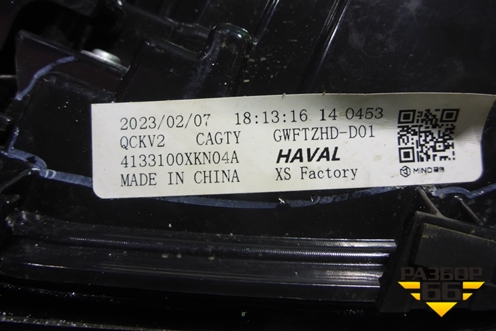 2023/02/07 18:13:16 14 0453
QCKV2 CAGTY GWFTZHD-D01
4133100XKN04A HAVAL
MADE IN CHINA XS Factory
РАЗБОР
66